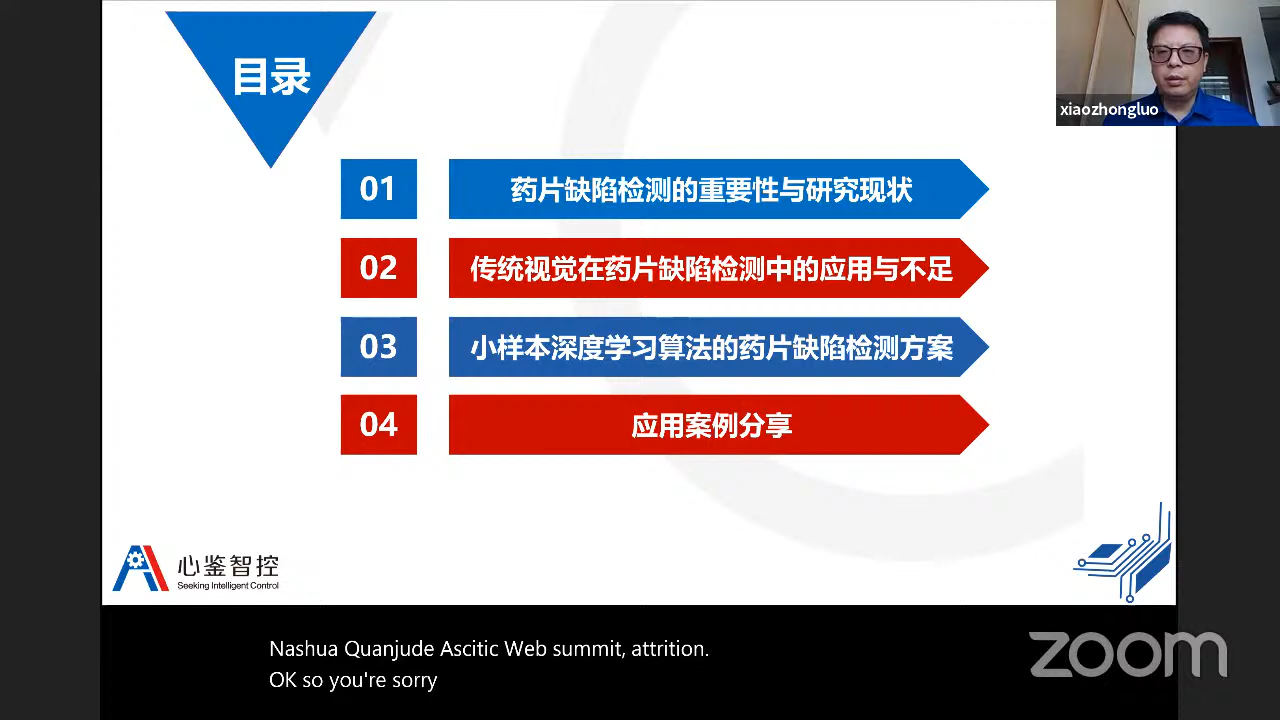 目录
xiaozhongluo
01
药片缺陷检测的重要性与研究现状
02
传统视觉在药片缺陷检测中的应用与不足
03
小样本深度学习算法的药片缺陷检测方案
04
应用案例分享
心鉴智控
Seeking Intelligent Control
Nashua Quanjude Ascitic Web summit, attrition.
OK so you're sorry
zoom